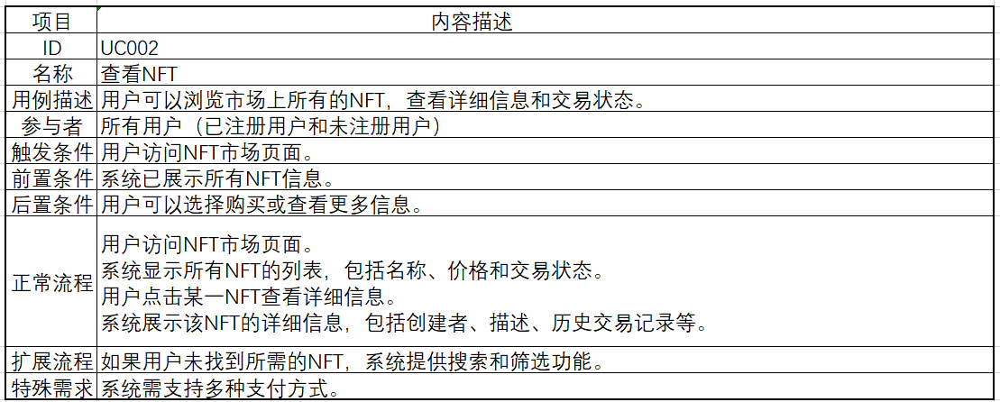 项目 内容描述
ID UC002
名称 查看NFT
用例描述 用户可以浏览市场上所有的NFT，查看详细信息和交易状态。
参与者 所有用户（已注册用户和未注册用户）
触发条件 用户访问NFT市场页面。
前置条件 系统已展示所有NFT信息。
后置条件 用户可以选择购买或查看更多信息。
正常流程 用户访问NFT市场页面。
系统显示所有NFT的列表，包括名称、价格和交易状态。
用户点击某一NFT查看详细信息。
系统展示该NFT的详细信息，包括创建者、描述、历史交易记录等。
扩展流程 如果用户未找到所需的NFT，系统提供搜索和筛选功能。
特殊需求 系统需支持多种支付方式。